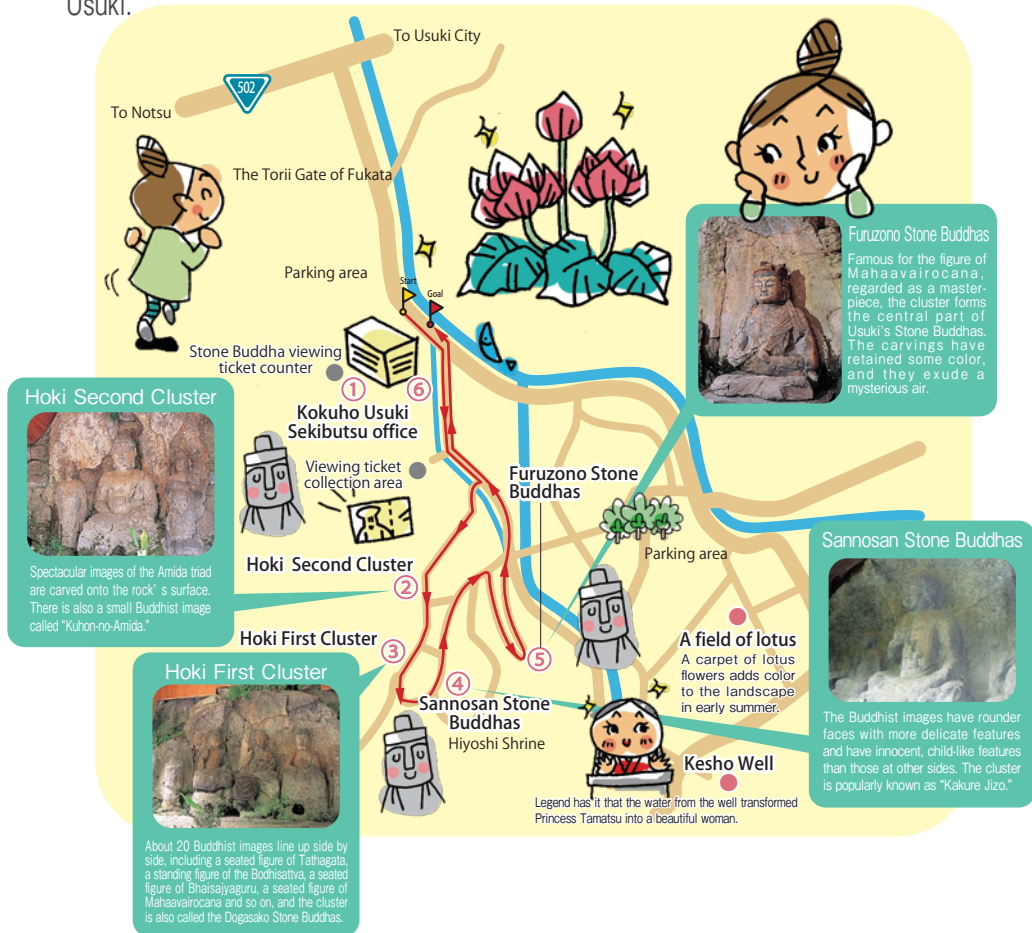 Usuki.
To Usuki City
502
To Notsu
The Torii Gate of Fukata
Parking area
Start
Goal
Stone Buddha viewing
ticket counter
①
⑥
Kokuho Usuki
Sekibutsu office
Viewing ticket
collection area
Furuzono Stone Buddhas
Famous for the figure of
Mahaavairocana,
regarded as a master-
piece, the cluster forms
the central part of
Usuki's Stone Buddhas.
The carvings have
retained some color,
and they exude a
mysterious air.
Hoki Second Cluster
Spectacular images of the Amida triad
are carved onto the rock' s surface.
There is also a small Buddhist image
called “Kuhon-no-Amida.”
Furuzono Stone
Buddhas
Parking area
Hoki Second Cluster
②
Hoki First Cluster
③
④
Sannosan Stone
Buddhas
Hiyoshi Shrine
⑤
A field of lotus
A carpet of lotus
flowers adds color
to the landscape
in early summer.
Sannosan Stone Buddhas
The Buddhist images have rounder
faces with more delicate features
and have innocent, child-like features
than those at other sides. The cluster
is popularly known as “Kakure Jizo.”
Kesho Well
Legend has it that the water from the well transformed
Princess Tamatsu into a beautiful woman.
Hoki First Cluster
About 20 Buddhist images line up side by
side, including a seated figure of Tathagata,
a standing figure of the Bodhisattva, a seated
figure of Bhaisajyaguru, a seated figure of
Mahaavairocana and so on, and the cluster
is also called the Dogasako Stone Buddhas.